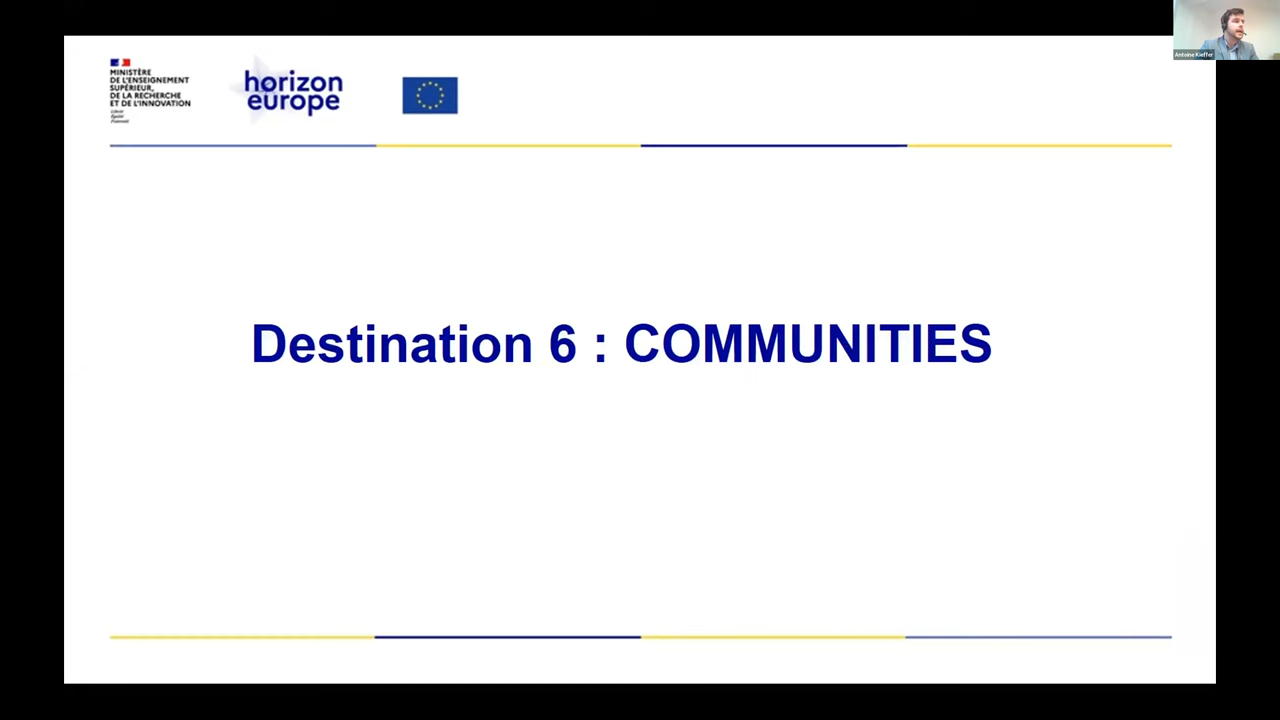 MINISTÈRE
DE L'ENSEIGNEMENT
SUPÉRIEUR,
DE LA RECHERCHE
ET DE L'INNOVATION
Liberté
Égalité
Fraternité
horizon
europe
Antoine Kieffer
Destination 6 : COMMUNITIES